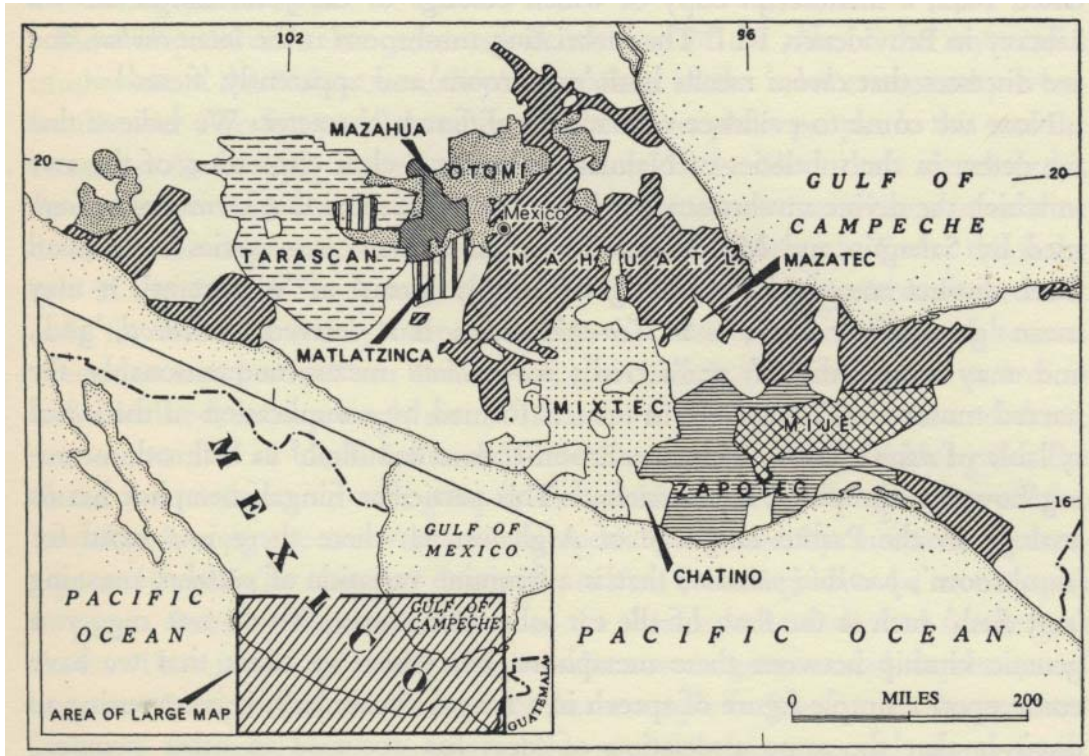 102
96
MAZAHUA
20
OTOMI
20
GULF OF
CAMPECHE
Mexico
TARASCAN
NAHUATL
MAZATEC
MATLATZINCA
MIXTEC
MIJE
ZAPOTEC
16
CHATINO
MEXICO
GULF OF
MEXICO
PACIFIC
OCEAN
GULF OF
CAMPECHE
PACIFIC OCEAN
AREA OF LARGE MAP
GUATEMALA
0 MILES 200